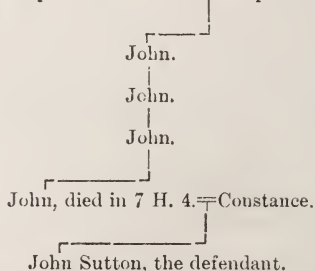 John.
John.
John.
John, died in 7 H. 4.=Constance.
John Sutton, the defendant.